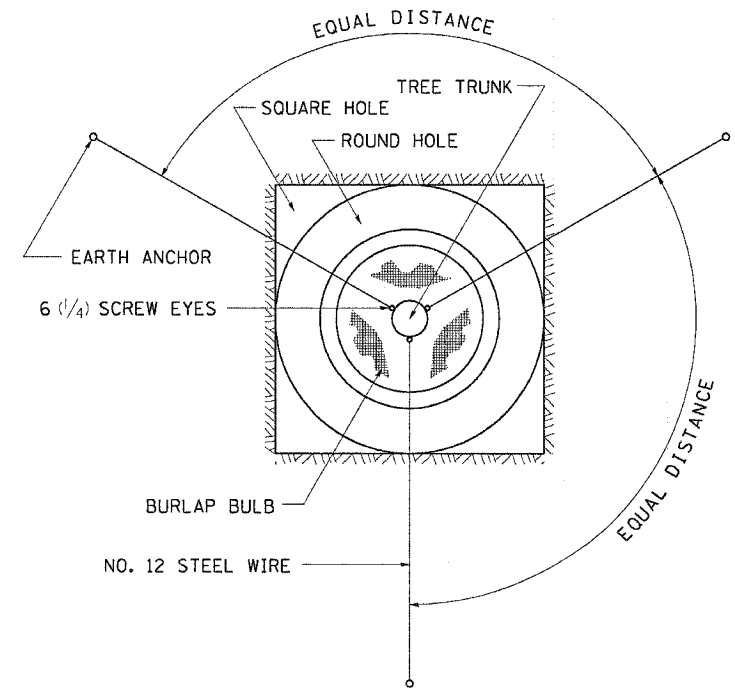 EQUAL DISTANCE
TREE TRUNK
SQUARE HOLE
ROUND HOLE
EARTH ANCHOR
6 (1/4) SCREW EYES
EQUAL DISTANCE
BURLAP BULB
NO. 12 STEEL WIRE